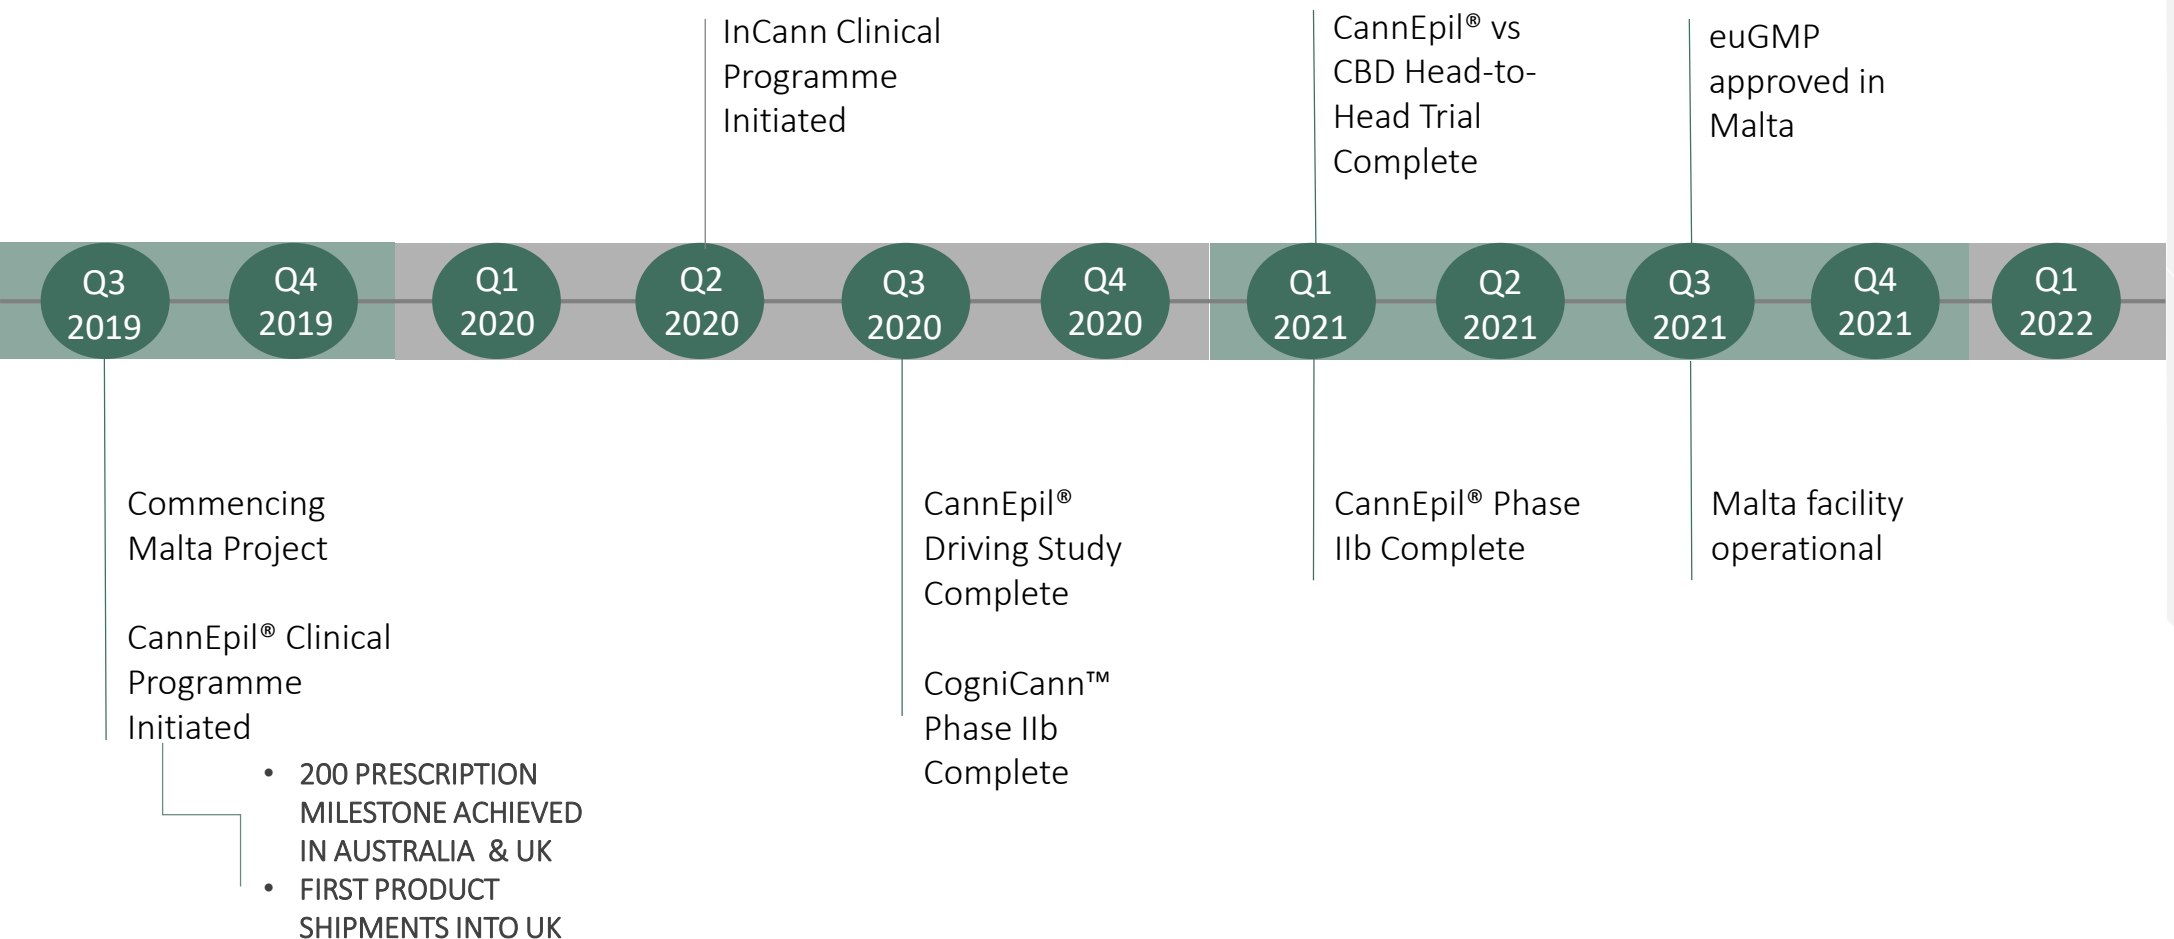 InCann Clinical
Programme
Initiated
CannEpil® vs
CBD Head-to-
Head Trial
Complete
euGMP
approved in
Malta
Q3
2019
Q4
2019
Q1
2020
Q2
2020
Q3
2020
Q4
2020
Q1
2021
Q2
2021
Q3
2021
Q4
2021
Q1
2022
Commencing
Malta Project
CannEpil® Clinical
Programme
Initiated
• 200 PRESCRIPTION
MILESTONE ACHIEVED
IN AUSTRALIA & UK
• FIRST PRODUCT
SHIPMENTS INTO UK
CannEpil®
Driving Study
Complete
CogniCann™
Phase IIb
Complete
CannEpil® Phase
IIb Complete
Malta facility
operational